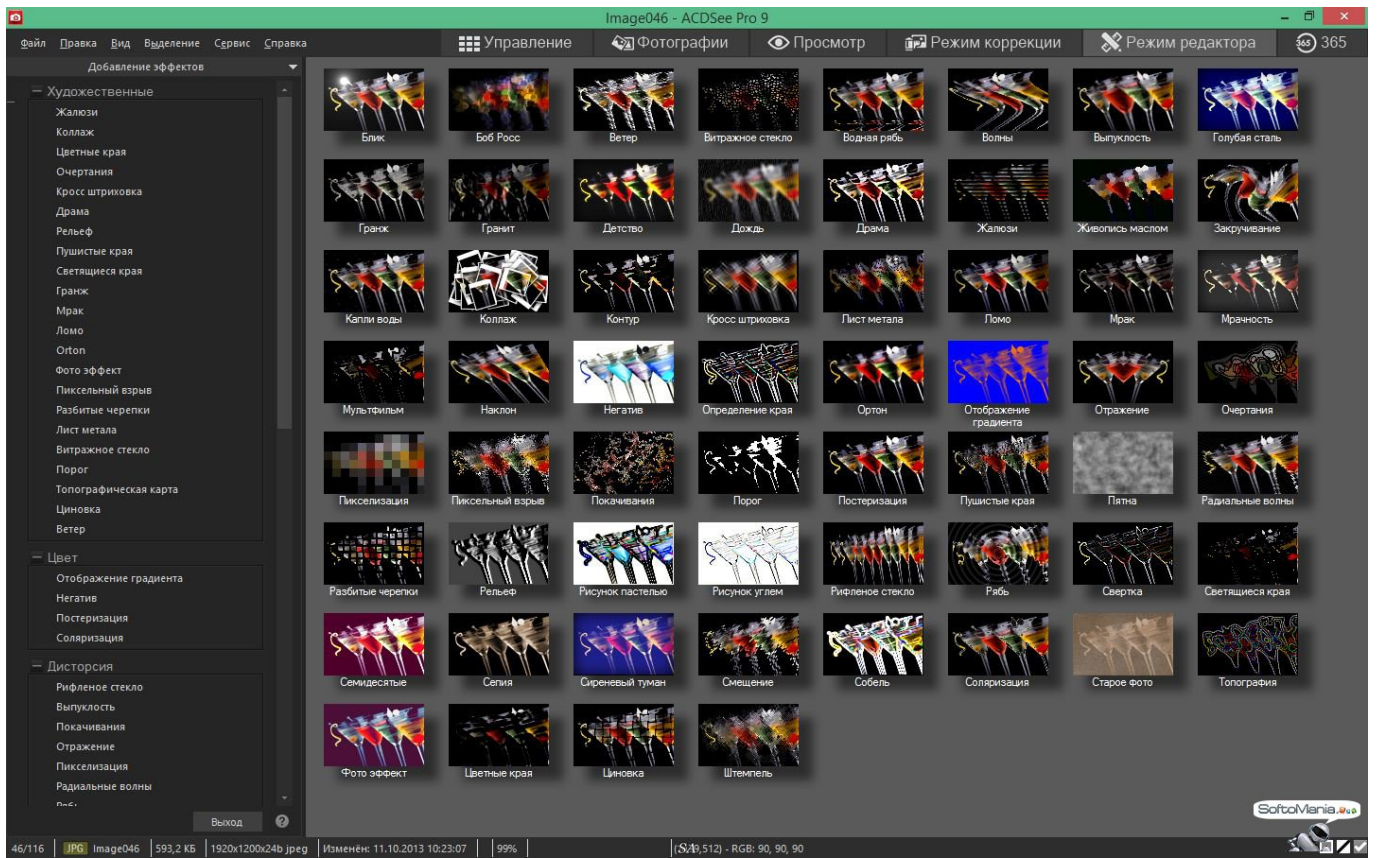 Image046 - ACDSee Pro 9
Файл Правка Вид Выделение Сервис Справка
Управление Фотографии Просмотр Режим коррекции Режим редактора 365 365
Добавление эффектов
Художественные
Жалюзи
Коллаж
Цветные края
Очертания
Кросс штриховка
Драма
Рельеф
Пушистые края
Светящиеся края
Гранж
Мрак
Ломо
Orton
Фото эффект
Пиксельный взрыв
Разбитые черепки
Лист метала
Витражное стекло
Порог
Топографическая карта
Циновка
Ветер
Цвет
Отображение градиента
Негатив
Постеризация
Соляризация
Дисторсия
Рифленое стекло
Выпуклость
Покачивания
Отражение
Пикселизация
Радиальные волны
Выход
Блик Боб Росс Ветер Витражное стекло Водная рябь Волны Выпуклость Голубая сталь
Гранж Гранит Детство Дождь Драма Жалюзи Живопись маслом Закручивание
Капли воды Коллаж Контур Кросс штриховка Лист метала Ломо Мрак Мрачность
Мультфильм Наклон Негатив Определение края Ортон Отображение градиента Отражение Очертания
Пикселизация Пиксельный взрыв Покачивания Порог Постеризация Пушистые края Пятна Радиальные волны
Разбитые черепки Рельеф Рисунок пастелью Рисунок углем Рифленое стекло Рябь Свертка Светящиеся края
Семидесятые Сепия Сиреневый туман Смещение Собель Соляризация Старое фото Топография
Фото эффект Цветные края Циновка Штемпель
SoftoMania
46/116 JPG Image046 593,2 КБ 1920x1200x24b jpeg Изменён: 11.10.2013 10:23:07 99% ,512) - RGB: 90, 90, 90